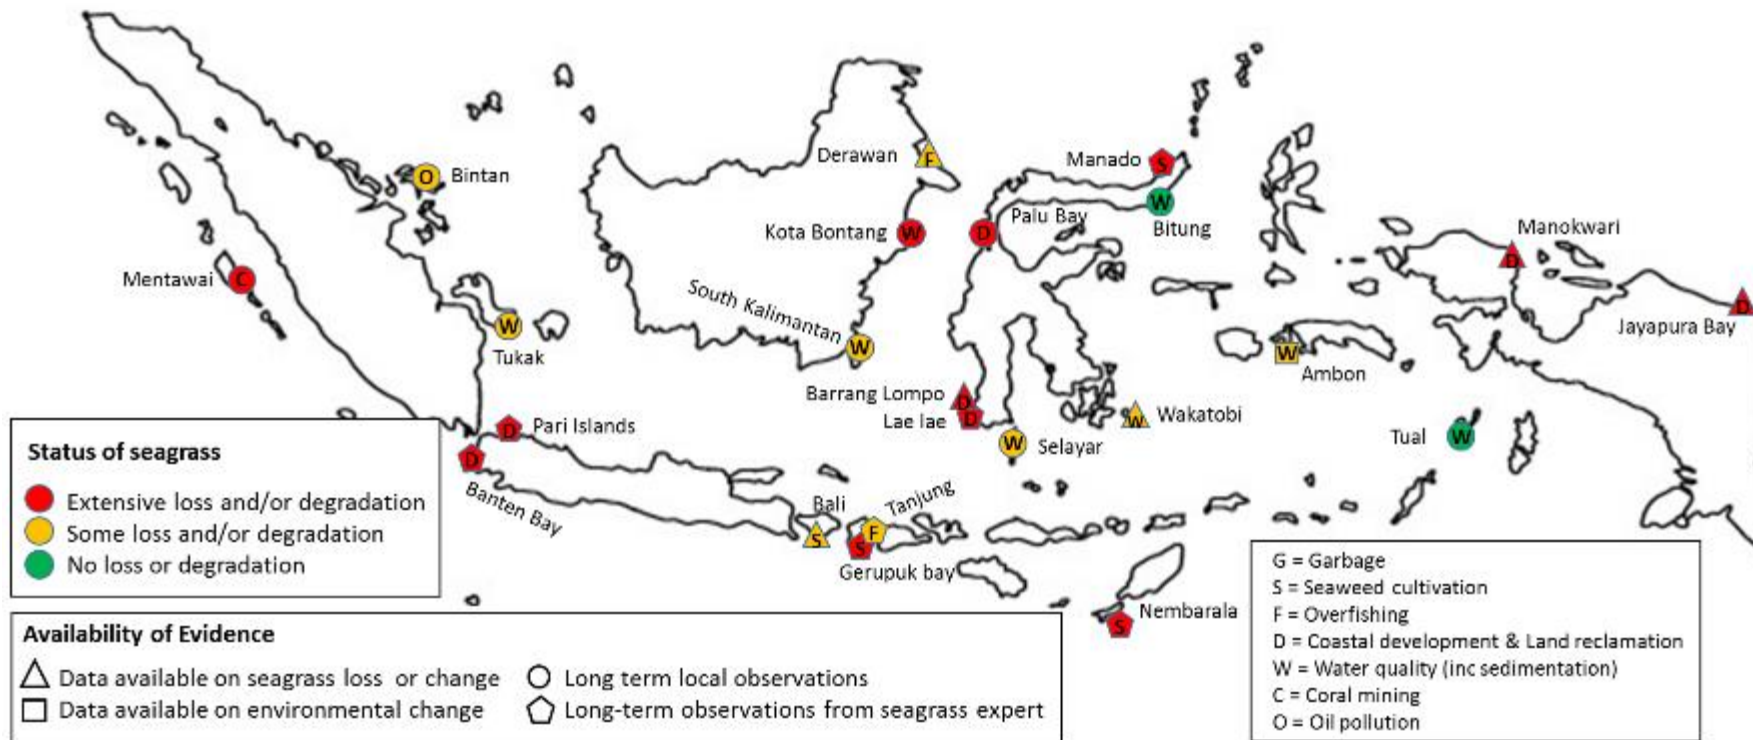 Derawan
F
Manado
S
O
Bintan
W
Palu Bay
Bitung
Kota Bontang
W
D
Manokwari
D
Mentawai
C
South Kalimantan
W
Tukak
W
D
Jayapura Bay
W
Ambon
Barrang Lompo
D
Lae lae
D
W
Wakatobi
D
Pari Islands
W
Selayar
Tual
W
D
Banten Bay
Bali
S
Tanjung
F
S
Gerupuk bay
Nembarala
S
Status of seagrass
Extensive loss and/or degradation
Some loss and/or degradation
No loss or degradation
Availability of Evidence
Data available on seagrass loss or change
Data available on environmental change
Long term local observations
Long-term observations from seagrass expert
G = Garbage
S = Seaweed cultivation
F = Overfishing
D = Coastal development & Land reclamation
W = Water quality (inc sedimentation)
C = Coral mining
O = Oil pollution